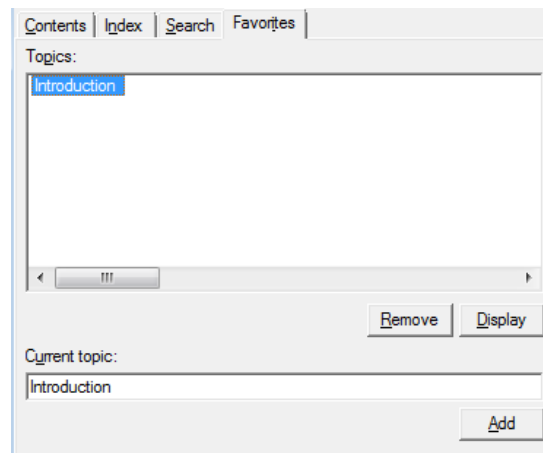 Contents Index Search Favorites
Topics:
Introduction
Remove Display
Current topic:
Introduction
Add